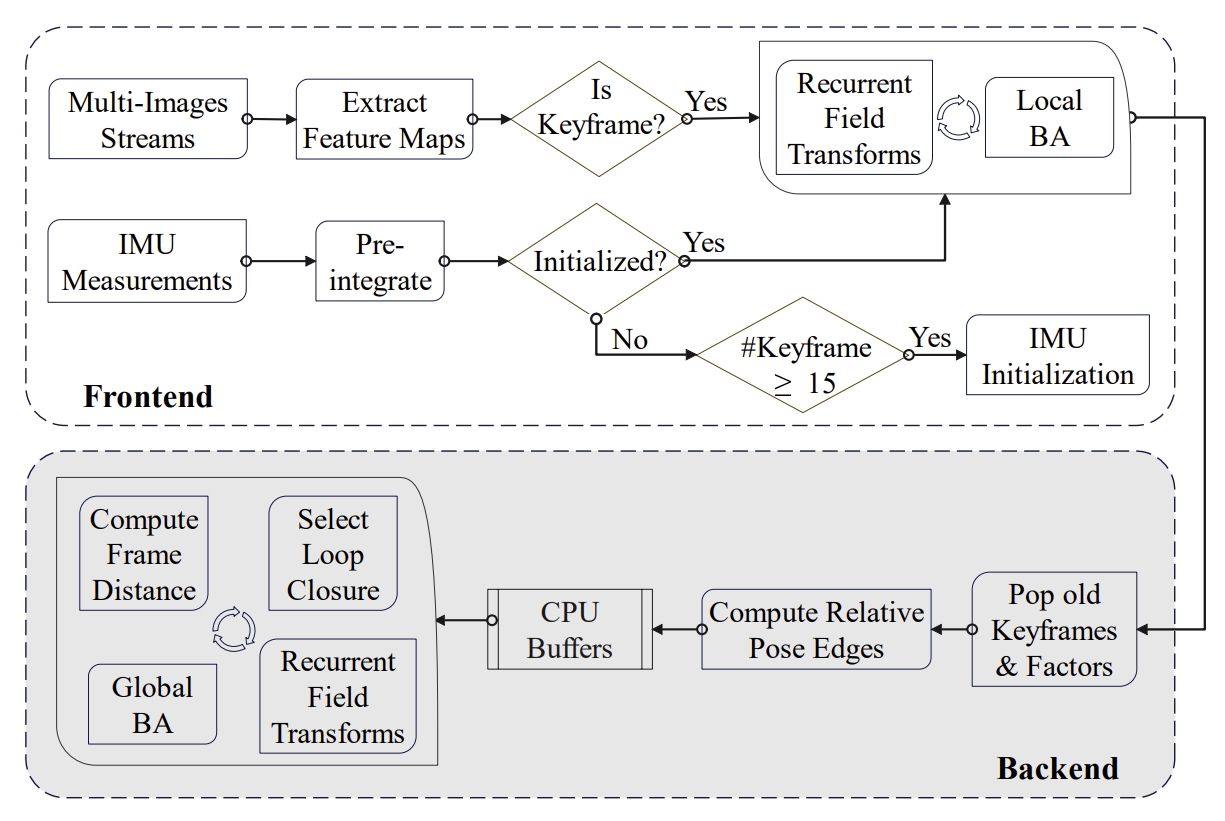 Multi-Images
Streams
Extract
Feature Maps
Is
Keyframe?
Yes
Recurrent
Field
Transforms
Local
BA
IMU
Measurements
Pre-
integrate
Initialized?
Yes
No
#Keyframe
≥ 15
Yes
IMU
Initialization
Frontend
Compute
Frame
Distance
Select
Loop
Closure
Global
BA
Recurrent
Field
Transforms
CPU
Buffers
Compute Relative
Pose Edges
Pop old
Keyframes
& Factors
Backend